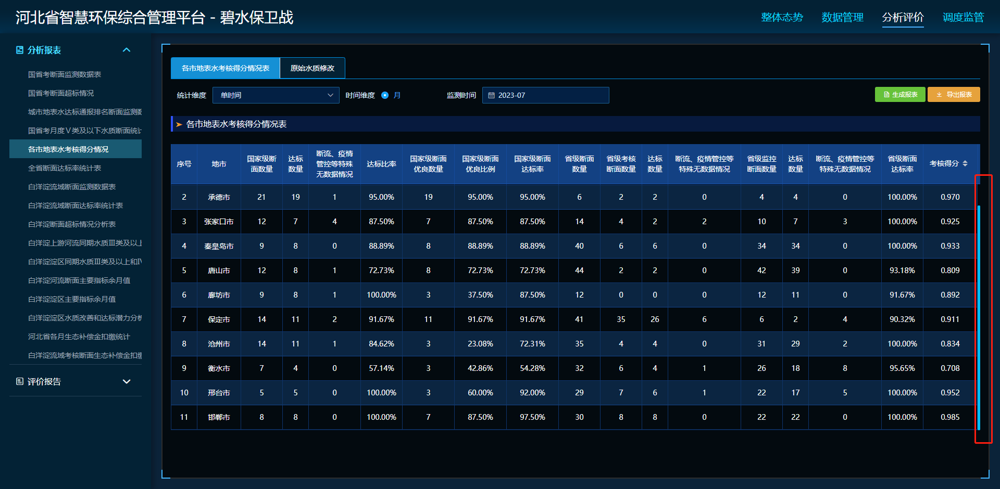 河北省智慧环保综合管理平台 - 碧水保卫战
整体态势 数据管理 分析评价 调度监管
分析报表
国省考断面监测数据表
国省考断面超标情况
城市地表水达标通报排名断面监测数
国省考月度Ⅴ类及以下水质断面统计
各市地表水考核得分情况
全省断面达标率统计表
白洋淀流域断面监测数据表
白洋淀流域断面达标率统计表
白洋淀断面超标情况分析表
白洋淀上游河流同期水质Ⅲ类及以上
白洋淀淀区同期水质Ⅲ类及以上和Ⅳ
白洋淀河流断面主要指标余月值
白洋淀淀区主要指标余月值
白洋淀淀区水质改善和达标潜力分析
河北省各月生态补偿金扣缴统计
白洋淀流域考核断面生态补偿金扣缴
评价报告
各市地表水考核得分情况表 原始水质修改
统计维度 单时间 时间维度 月 监测时间 2023-07 生成报表 导出报表
各市地表水考核得分情况表
序号 地市 国家级断面数量 达标数量 断流、疫情管控等特殊无数据情况 达标比率 国家级断面优良数量 国家级断面优良比例 国家级断面达标率 省级断面数量 省级考核断面数量 达标数量 断流、疫情管控等特殊无数据情况 省级监控断面数量 达标数量 断流、疫情管控等特殊无数据情况 省级断面达标率 考核得分
2 承德市 21 19 1 95.00% 19 95.00% 95.00% 6 2 2 0 4 4 0 100.00% 0.970
3 张家口市 12 7 4 87.50% 7 87.50% 87.50% 14 4 2 2 10 7 3 100.00% 0.925
4 秦皇岛市 9 8 0 88.89% 8 88.89% 88.89% 40 6 6 0 34 34 0 100.00% 0.933
5 唐山市 12 8 1 72.73% 8 72.73% 72.73% 44 2 2 0 42 39 0 93.18% 0.809
6 廊坊市 9 8 1 100.00% 3 37.50% 87.50% 12 0 0 0 12 11 0 91.67% 0.892
7 保定市 14 11 2 91.67% 11 91.67% 91.67% 41 35 26 6 6 2 4 90.32% 0.911
8 沧州市 14 11 1 84.62% 3 23.08% 72.31% 35 4 4 0 31 29 2 100.00% 0.834
9 衡水市 7 4 0 57.14% 3 42.86% 54.28% 32 6 4 1 26 18 8 95.65% 0.708
10 邢台市 5 5 0 100.00% 3 60.00% 92.00% 29 7 6 1 22 17 5 100.00% 0.952
11 邯郸市 8 8 0 100.00% 7 87.50% 97.50% 30 8 8 0 22 22 0 100.00% 0.985